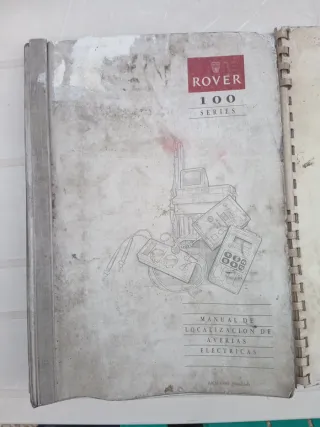 ROVER
100
SERIES
MANUAL DE
LOCALIZACION DE
AVERIAS
ELECTRICAS